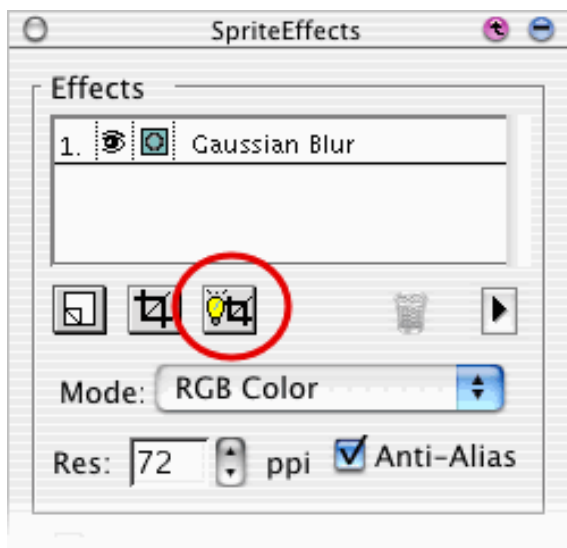 SpriteEffects
Effects
1. Gaussian Blur
Mode: RGB Color
Res: 72 ppi Anti-Alias